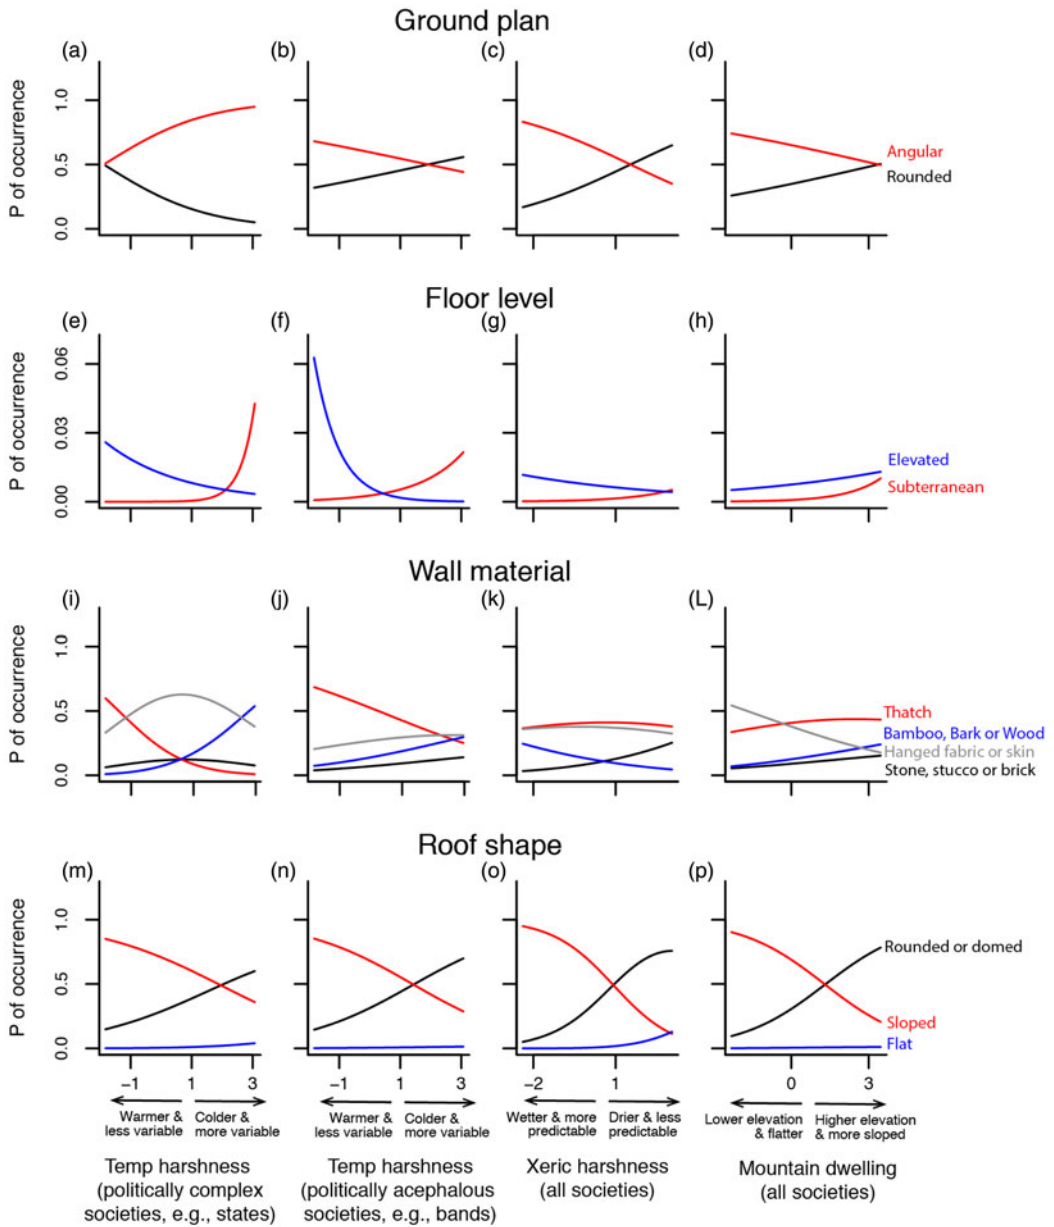 Ground plan
(a) (b) (c) (d)
P of occurrence
1.0
0.5
0.0
Angular
Rounded
Floor level
(e) (f) (g) (h)
P of occurrence
0.06
0.03
0.00
Elevated
Subterranean
Wall material
(i) (j) (k) (L)
P of occurrence
1.0
0.5
0.0
Thatch
Bamboo, Bark or Wood
Hanged fabric or skin
Stone, stucco or brick
Roof shape
(m) (n) (o) (p)
P of occurrence
1.0
0.5
0.0
Rounded or domed
Sloped
Flat
−1 1 3 −1 1 3 −2 1 0 3
Warmer &
less variable
Colder &
more variable
Temp harshness
(politically complex
societies, e.g., states)
Warmer &
less variable
Colder &
more variable
Temp harshness
(politically acephalous
societies, e.g., bands)
Wetter & more
predictable
Drier & less
predictable
Xeric harshness
(all societies)
Lower elevation
& flatter
Higher elevation
& more sloped
Mountain dwelling
(all societies)